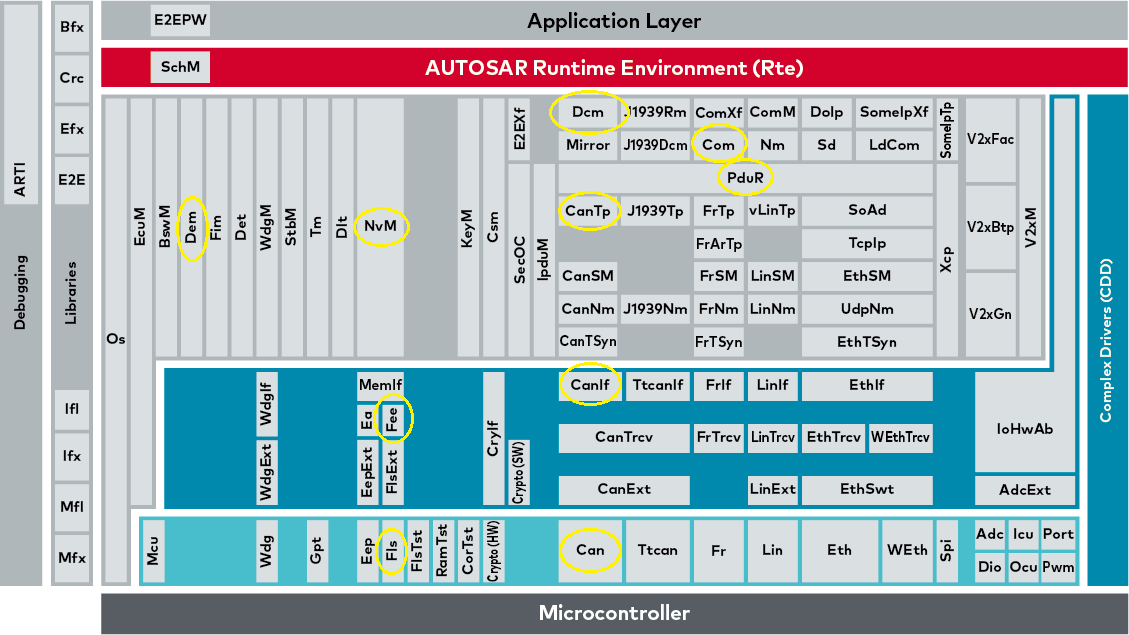 E2EPW
Application Layer
SchM
AUTOSAR Runtime Environment (Rte)
ARTI
Debugging
Bfx
Crc
Efx
E2E
Libraries
Ifl
Ifx
Mfl
Mfx
Os
EcuM
BswM
Dem
Fim
Det
WdgM
StbM
Tm
Dlt
NvM
KeyM
Csm
E2EXf
SecOC
IpduM
Dcm
J1939Rm
ComXf
ComM
DoIp
SomeIpXf
SomeIpTp
Mirror
J1939Dcm
Com
Nm
Sd
LdCom
PduR
CanTp
J1939Tp
FrTp
vLinTp
SoAd
FrArTp
TcpIp
Xcp
CanSM
FrSM
LinSM
EthSM
CanNm
J1939Nm
FrNm
LinNm
UdpNm
CanTSyn
FrTSyn
EthTSyn
V2xFac
V2xBtp
V2xGn
V2xM
Complex Drivers (CDD)
WdgIf
MemIf
Ea
Fee
CryIf
CanIf
TtcanIf
FrIf
LinIf
EthIf
CanTrcv
FrTrcv
LinTrcv
EthTrcv
WEthTrcv
IoHwAb
WdgExt
EepExt
FlsExt
Crypto (SW)
CanExt
LinExt
EthSwt
AdcExt
Mcu
Wdg
Gpt
Eep
Fls
FlsTst
RamTst
CorTst
Crypto (HW)
Can
Ttcan
Fr
Lin
Eth
WEth
Spi
Adc
Icu
Port
Dio
Ocu
Pwm
Microcontroller